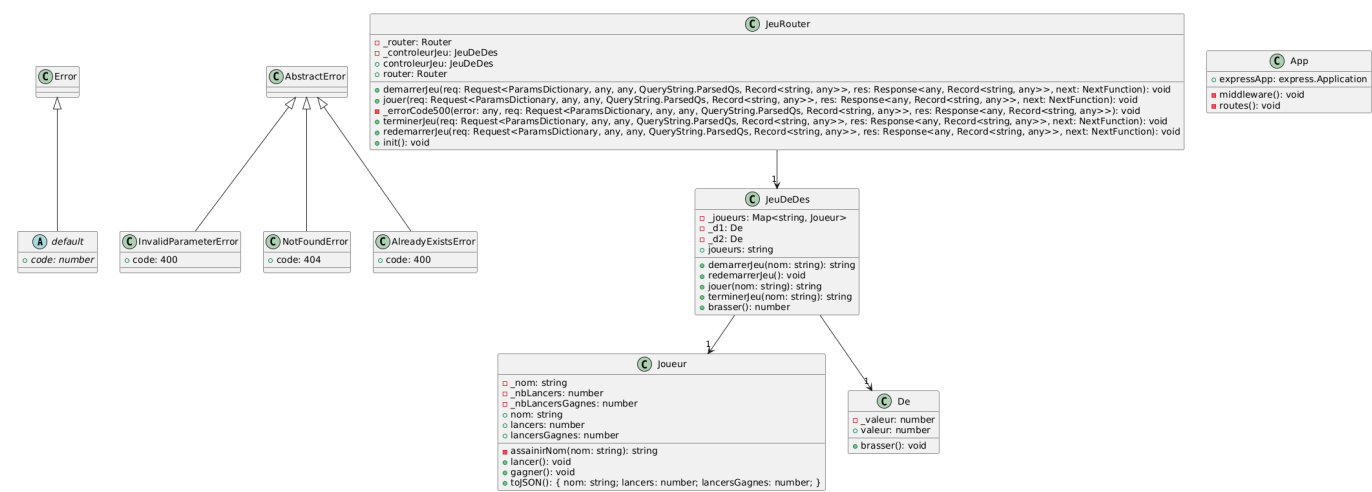 C JeuRouter
_router: Router
_controleurJeu: JeuDeDes
controleurJeu: JeuDeDes
router: Router
demarrerJeu(req: Request<ParamsDictionary, any, any, QueryString.ParsedQs, Record<string, any>>, res: Response<any, Record<string, any>>, next: NextFunction): void
jouer(req: Request<ParamsDictionary, any, any, QueryString.ParsedQs, Record<string, any>>, res: Response<any, Record<string, any>>, next: NextFunction): void
_errorCode500(error: any, req: Request<ParamsDictionary, any, any, QueryString.ParsedQs, Record<string, any>>, res: Response<any, Record<string, any>>): void
terminerJeu(req: Request<ParamsDictionary, any, any, QueryString.ParsedQs, Record<string, any>>, res: Response<any, Record<string, any>>, next: NextFunction): void
redemarrerJeu(req: Request<ParamsDictionary, any, any, QueryString.ParsedQs, Record<string, any>>, res: Response<any, Record<string, any>>, next: NextFunction): void
init(): void
C App
expressApp: express.Application
middleware(): void
routes(): void
C Error
C AbstractError
1
C JeuDeDes
_joueurs: Map<string, Joueur>
_d1: De
_d2: De
joueurs: string
demarrerJeu(nom: string): string
redemarrerJeu(): void
jouer(nom: string): string
terminerJeu(nom: string): string
brasser(): number
A default
code: number
C InvalidParameterError
code: 400
C NotFoundError
code: 404
C AlreadyExistsError
code: 400
1
1
C Joueur
_nom: string
_nbLancers: number
_nbLancersGagnes: number
nom: string
lancers: number
lancersGagnes: number
assainirNom(nom: string): string
lancer(): void
gagner(): void
toJSON(): { nom: string; lancers: number; lancersGagnes: number; }
C De
_valeur: number
valeur: number
brasser(): void